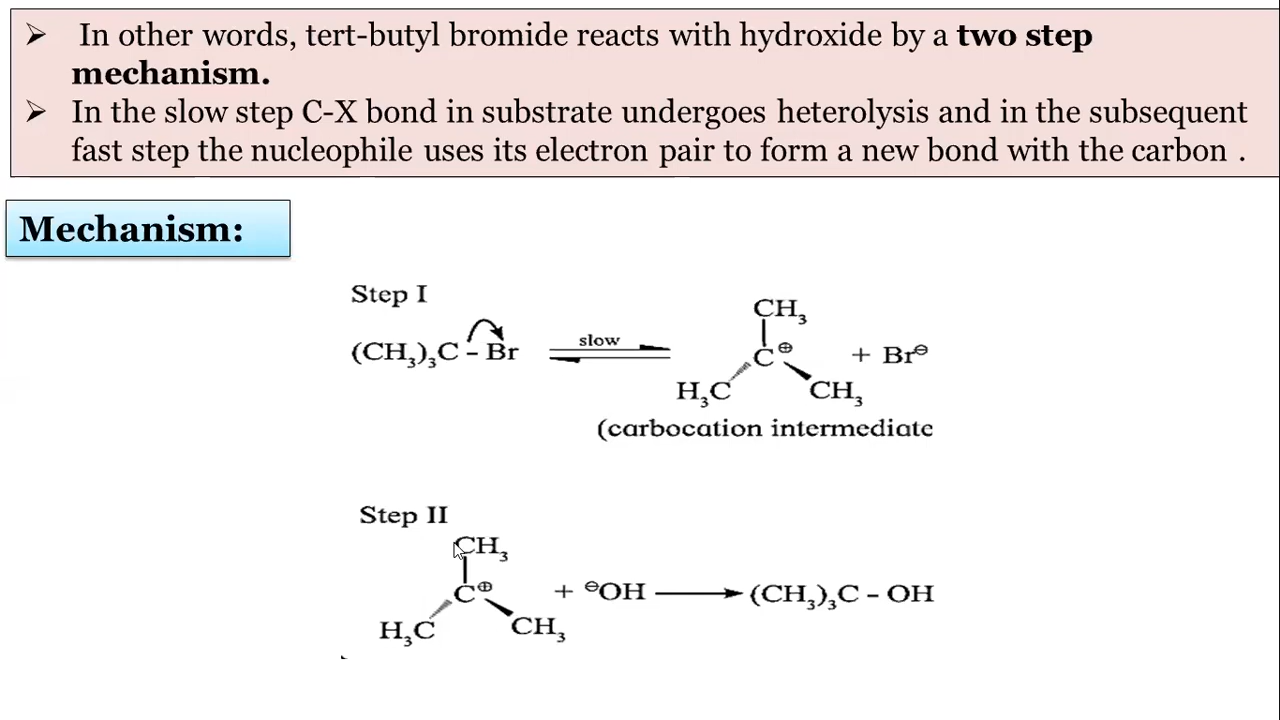 ➢ In other words, tert-butyl bromide reacts with hydroxide by a two step
mechanism.
➢ In the slow step C-X bond in substrate undergoes heterolysis and in the subsequent
fast step the nucleophile uses its electron pair to form a new bond with the carbon .
Mechanism:
Step I
CH₃
(CH₃)₃C – Br slow C⊕ + Br⊖
H₃C CH₃
(carbocation intermediate
Step II
CH₃
C⊕ + ⊖OH ⟶ (CH₃)₃C – OH
H₃C CH₃